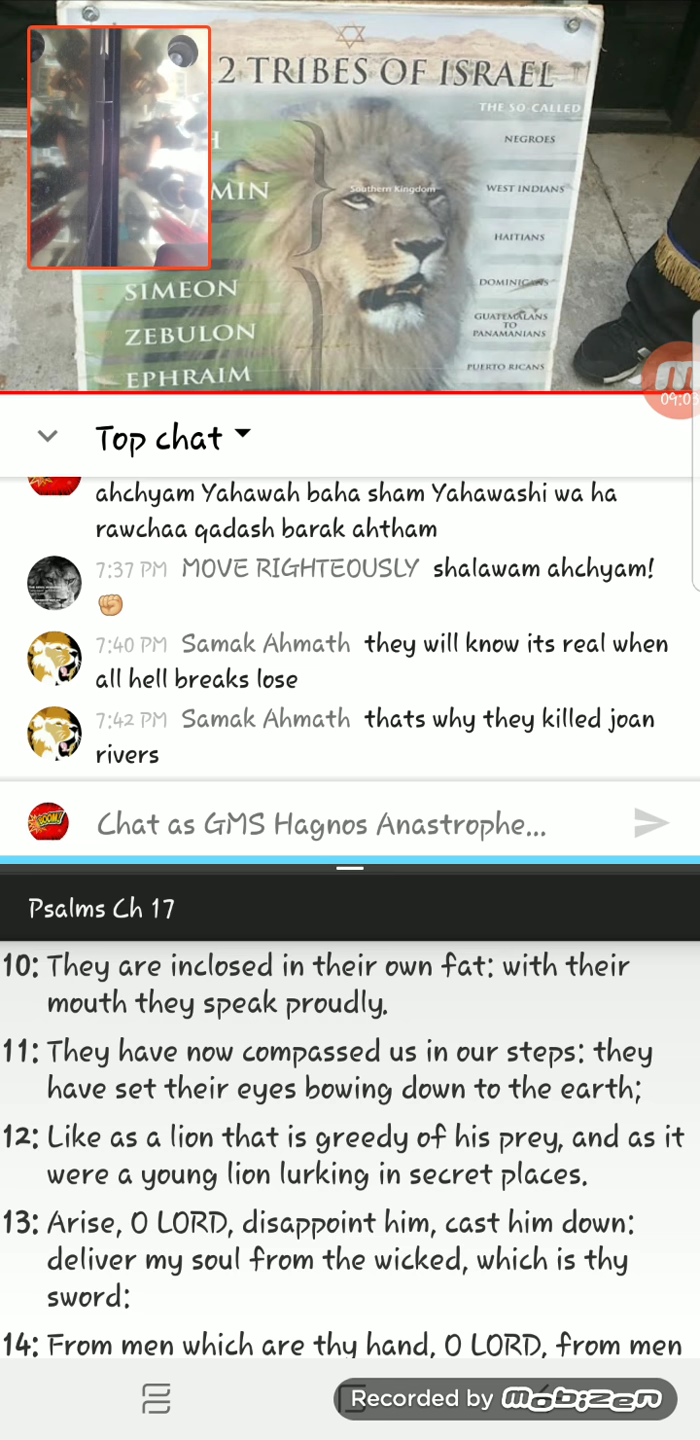 2 TRIBES OF ISRAEL
THE SO-CALLED
NEGROES
MIN
Southern Kingdom
WEST INDIANS
HAITIANS
SIMEON
DOMINICANS
ZEBULON
GUATEMALANS
TO
PANAMANIANS
EPHRAIM
PUERTO RICANS
09:03
Top chat
ahchyam Yahawah baha sham Yahawashi wa ha
rawchaa qadash barak ahtham
7:37 PM MOVE RIGHTEOUSLY shalawam ahchyam!
7:40 PM Samak Ahmath they will know its real when
all hell breaks lose
7:42 PM Samak Ahmath thats why they killed joan
rivers
BOOM!
Chat as GMS Hagnos Anastrophe...
Psalms Ch 17
10: They are inclosed in their own fat: with their
mouth they speak proudly.
11: They have now compassed us in our steps: they
have set their eyes bowing down to the earth;
12: Like as a lion that is greedy of his prey, and as it
were a young lion lurking in secret places.
13: Arise, O LORD, disappoint him, cast him down:
deliver my soul from the wicked, which is thy
sword:
14: From men which are thy hand, O LORD, from men
Recorded by mobizen